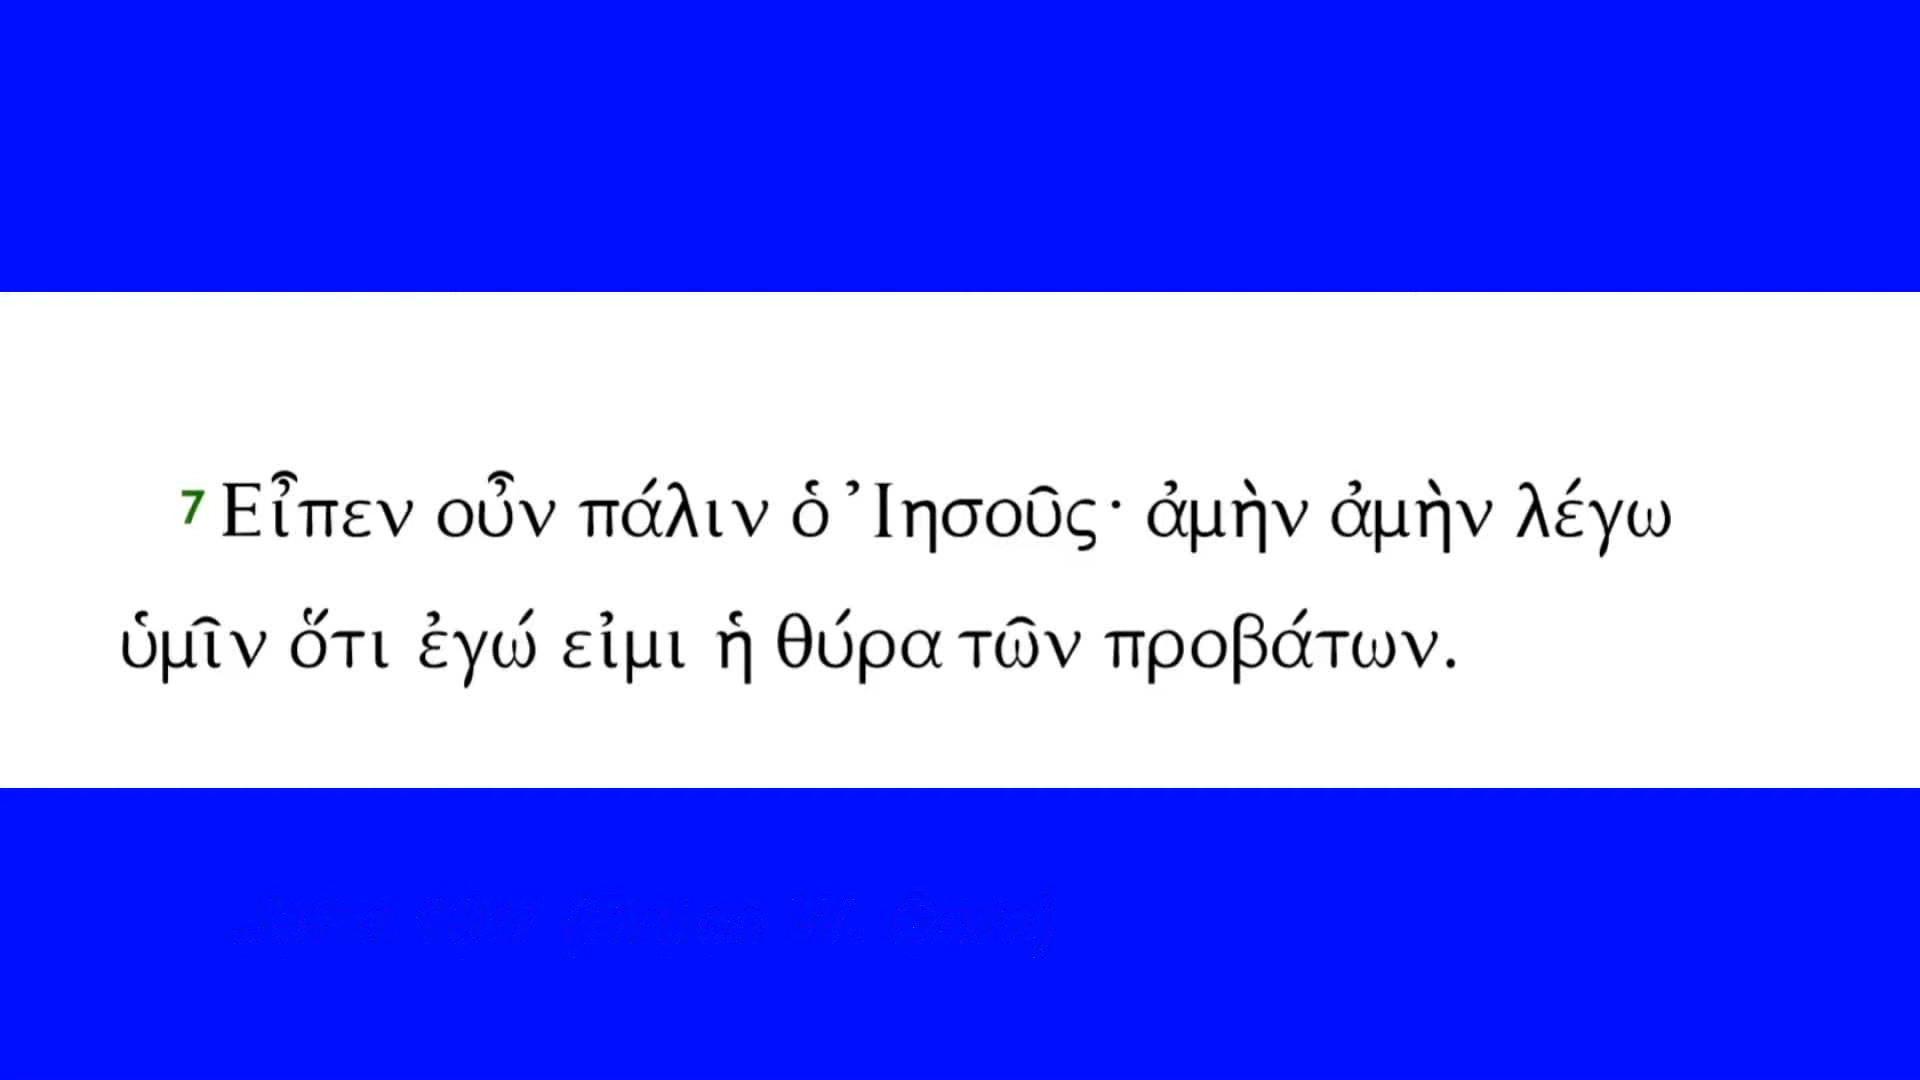 7 Εἶπεν οὖν πάλιν ὁ Ἰησοῦς· ἀμὴν ἀμὴν λέγω
ὑμῖν ὅτι ἐγώ εἰμι ἡ θύρα τῶν προβάτων.